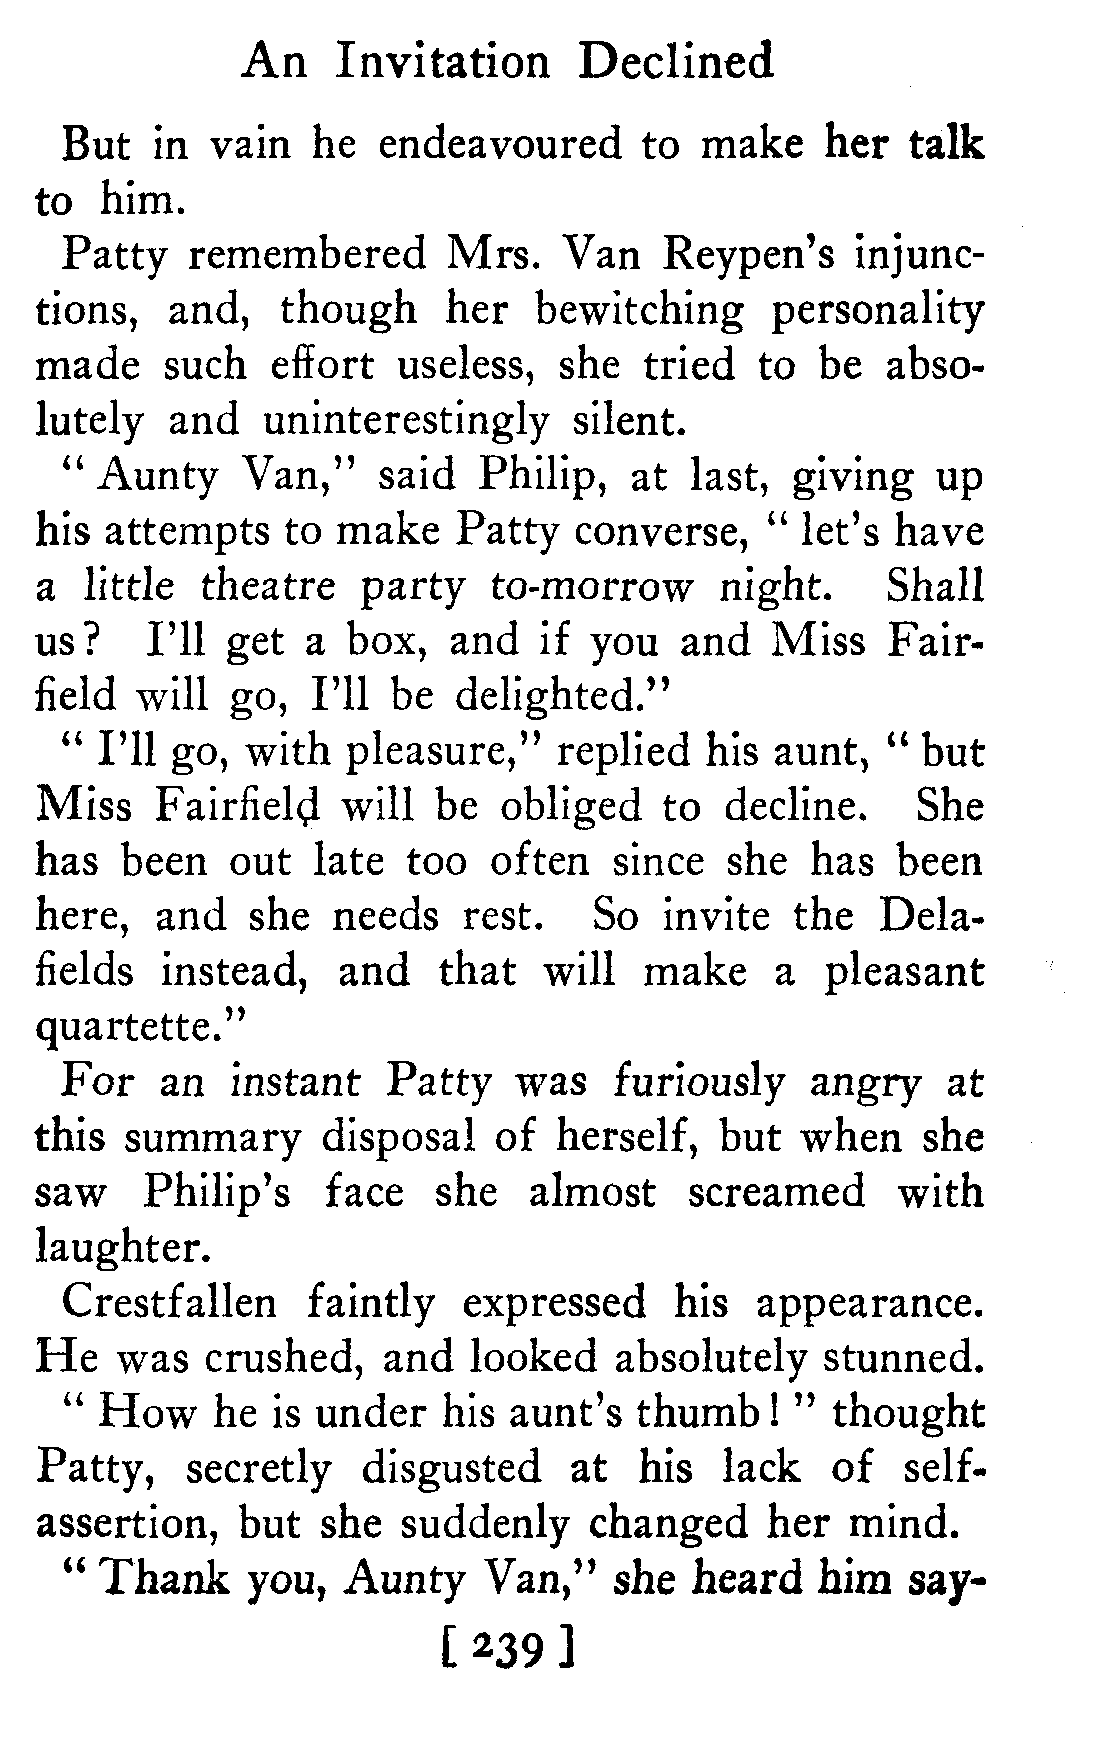 An Invitation Declined
But in vain he endeavoured to make her talk
to him.
Patty remembered Mrs. Van Reypen's injunc-
tions, and, though her bewitching personality
made such effort useless, she tried to be abso-
lutely and uninterestingly silent.
" Aunty Van," said Philip, at last, giving up
his attempts to make Patty converse, " let's have
a little theatre party to-morrow night. Shall
us? I'll get a box, and if you and Miss Fair-
field will go, I'll be delighted."
" I'll go, with pleasure," replied his aunt, " but
Miss Fairfield will be obliged to decline. She
has been out late too often since she has been
here, and she needs rest. So invite the Dela-
fields instead, and that will make a pleasant
quartette."
For an instant Patty was furiously angry at
this summary disposal of herself, but when she
saw Philip's face she almost screamed with
laughter.
Crestfallen faintly expressed his appearance.
He was crushed, and looked absolutely stunned.
" How he is under his aunt's thumb! " thought
Patty, secretly disgusted at his lack of self-
assertion, but she suddenly changed her mind.
" Thank you, Aunty Van," she heard him say-
[ 239 ]